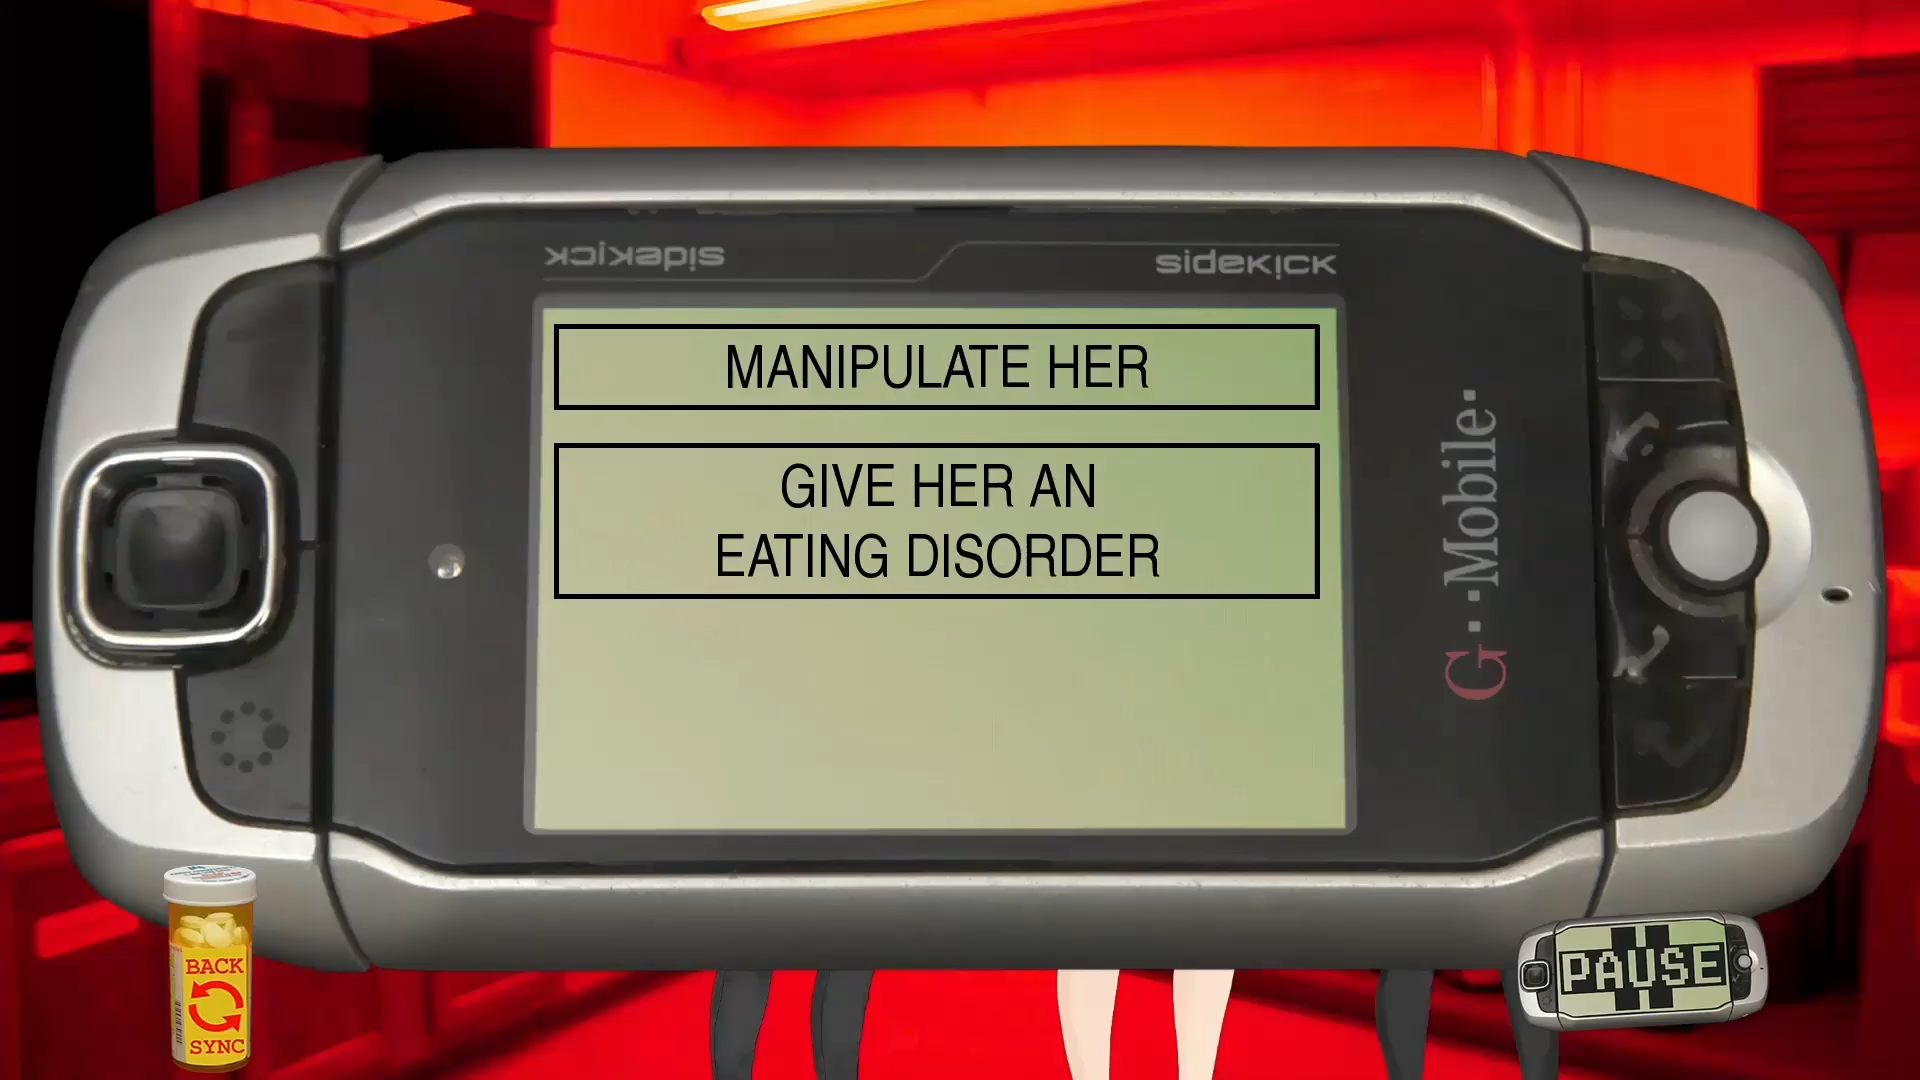 sidekick
sidekick
MANIPULATE HER
GIVE HER AN
EATING DISORDER
G··Mobile·
BACK
SYNC
PAUSE